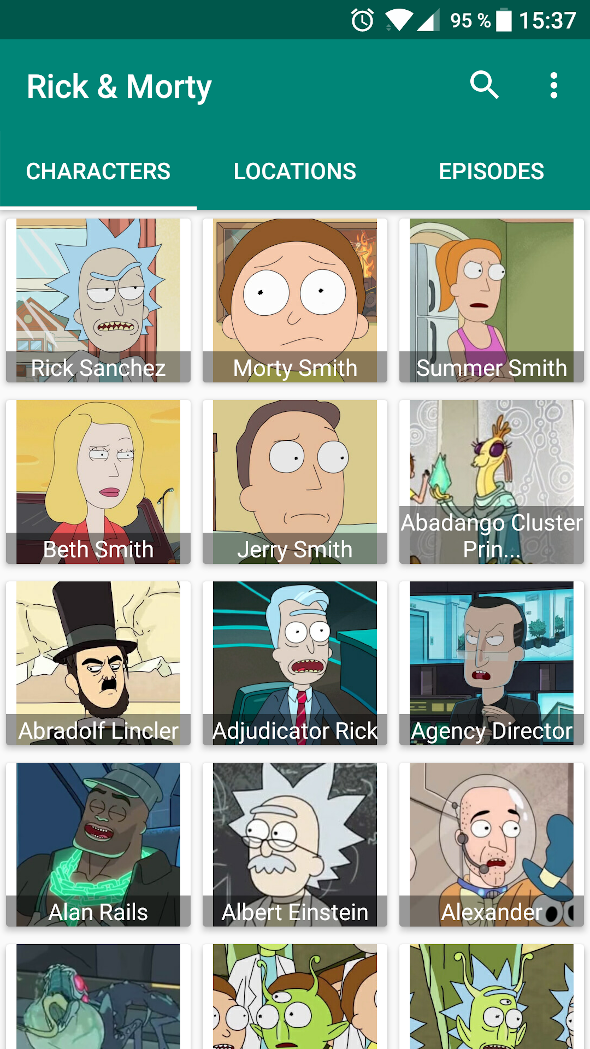 95 % 15:37
Rick & Morty
CHARACTERS LOCATIONS EPISODES
Rick Sanchez Morty Smith Summer Smith
Beth Smith Jerry Smith Abadango Cluster
Prin...
Abradolf Lincler Adjudicator Rick Agency Director
Alan Rails Albert Einstein Alexander